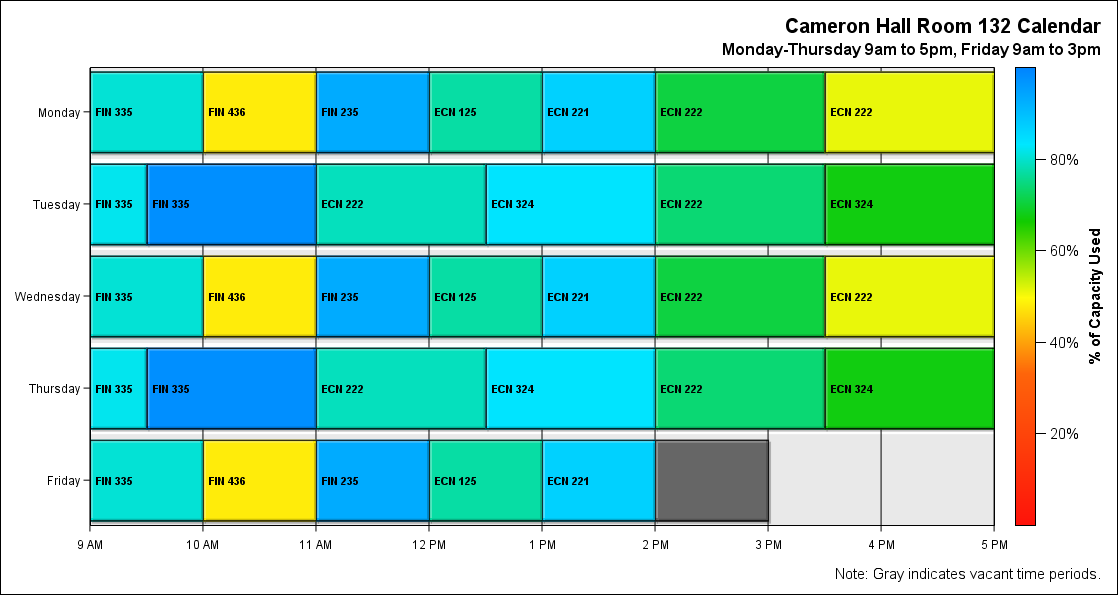 Cameron Hall Room 132 Calendar
Monday-Thursday 9am to 5pm, Friday 9am to 3pm
Monday FIN 335 FIN 436 FIN 235 ECN 125 ECN 221 ECN 222 ECN 222
Tuesday FIN 335 FIN 335 ECN 222 ECN 324 ECN 222 ECN 324
Wednesday FIN 335 FIN 436 FIN 235 ECN 125 ECN 221 ECN 222 ECN 222
Thursday FIN 335 FIN 335 ECN 222 ECN 324 ECN 222 ECN 324
Friday FIN 335 FIN 436 FIN 235 ECN 125 ECN 221
9 AM 10 AM 11 AM 12 PM 1 PM 2 PM 3 PM 4 PM 5 PM
80%
60%
40%
20%
% of Capacity Used
Note: Gray indicates vacant time periods.